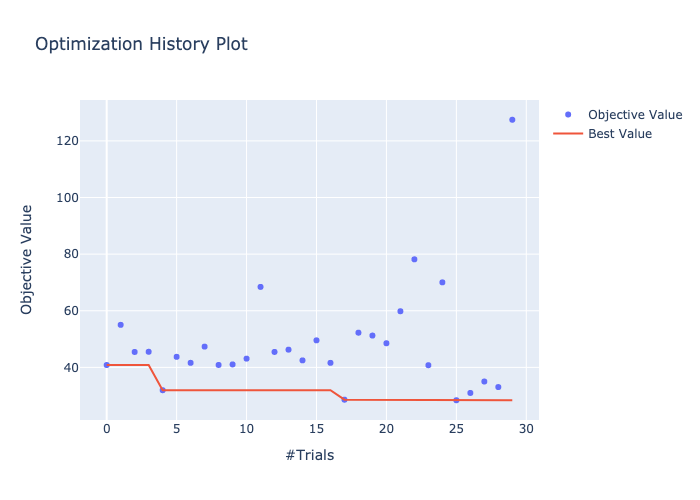 Optimization History Plot
Objective Value
Best Value
120
100
80
60
40
Objective Value
0 5 10 15 20 25 30
#Trials